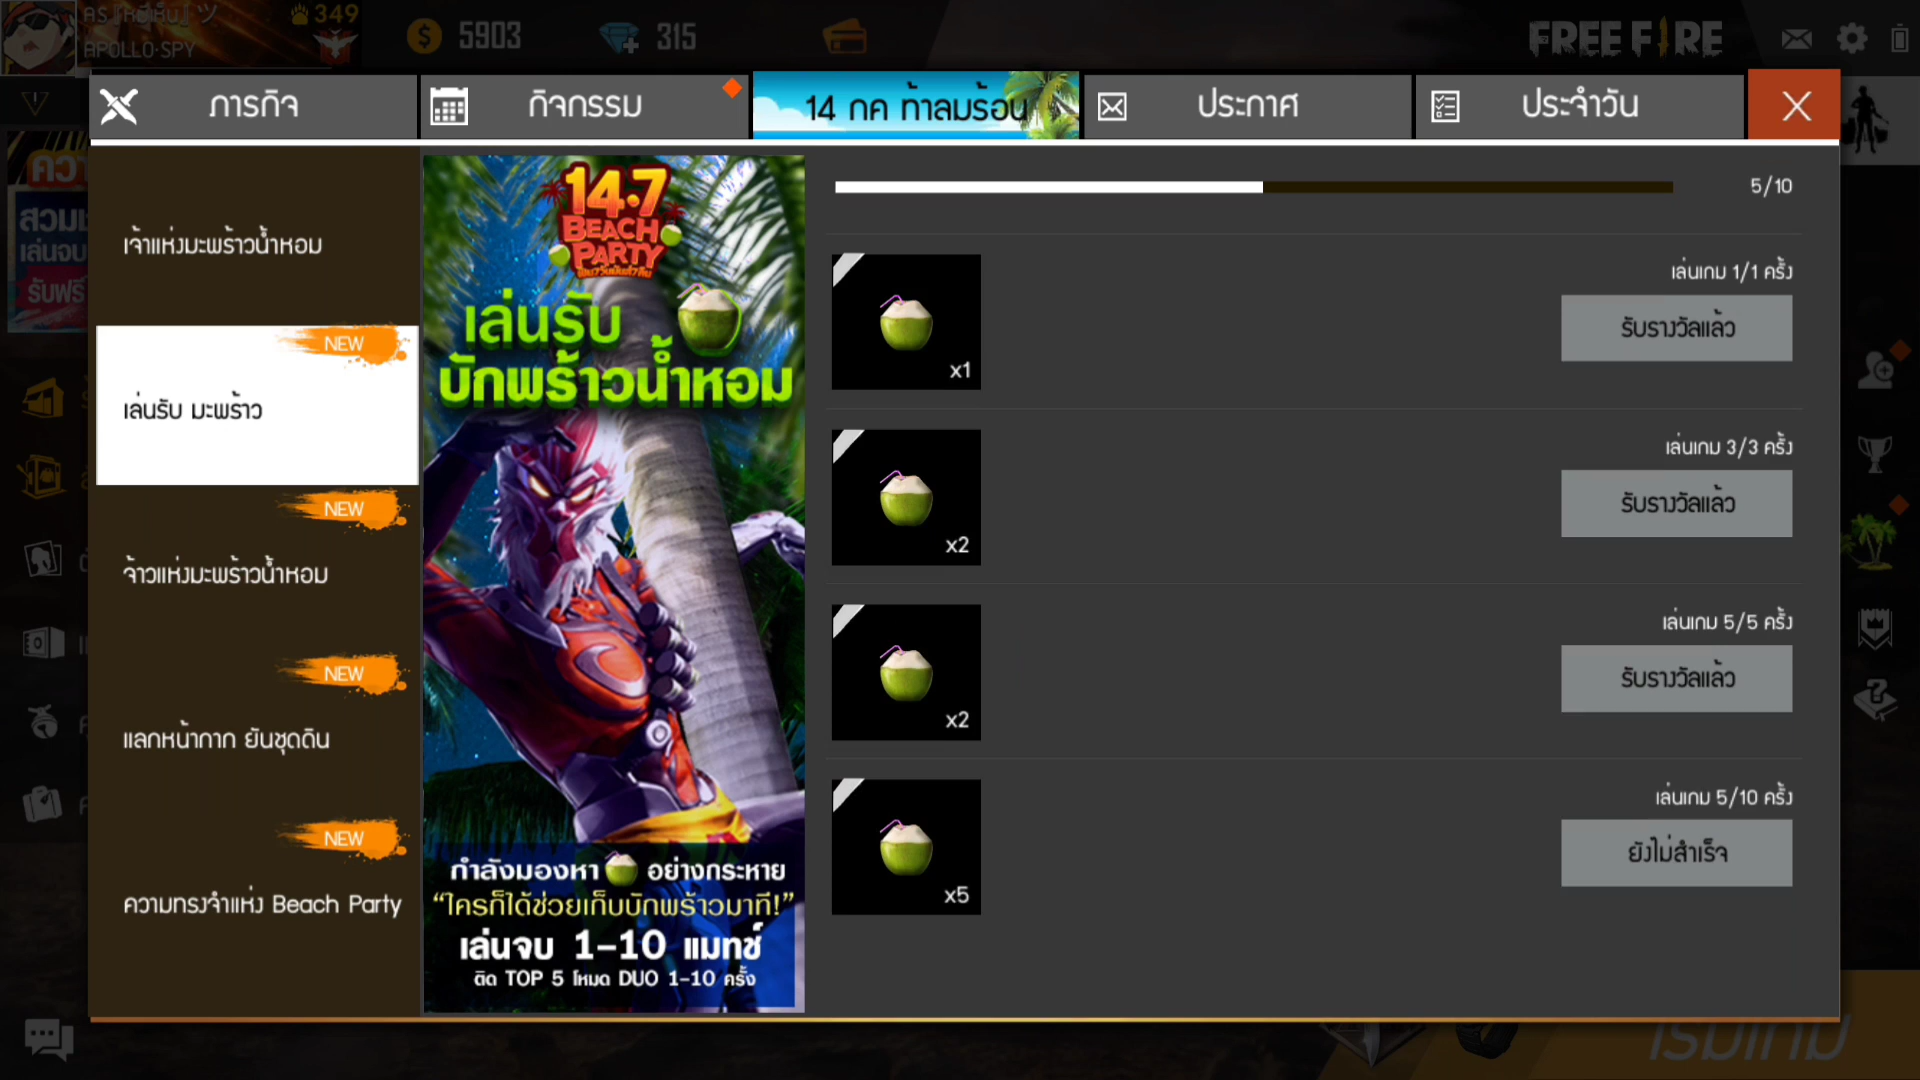 349
APOLLO·SPY
5903
315
FREE FIRE
ภารกิจ
กิจกรรม
14 กค ท้าลมร้อน
ประกาศ
ประจำวัน
X
เจ้าแห่งมะพร้าวน้ำหอม
NEW
เล่นรับ มะพร้าว
NEW
จ้าวแห่งมะพร้าวน้ำหอม
NEW
แลกหน้ากาก ยันชุดดิน
NEW
ความทรงจำแห่ง Beach Party
14·7
BEACH
PARTY
เล่นรับ
บักพร้าวน้ำหอม
กำลังมองหา อย่างกระหาย
“ใครก็ได้ช่วยเก็บบักพร้าวมาที!”
เล่นจบ 1-10 แมทช์
ติด TOP 5 โหมด DUO 1-10 ครั้ง
5/10
เล่นเกม 1/1 ครั้ง
x1
รับรางวัลแล้ว
เล่นเกม 3/3 ครั้ง
x2
รับรางวัลแล้ว
เล่นเกม 5/5 ครั้ง
x2
รับรางวัลแล้ว
เล่นเกม 5/10 ครั้ง
x5
ยังไม่สำเร็จ
เริ่มเกม